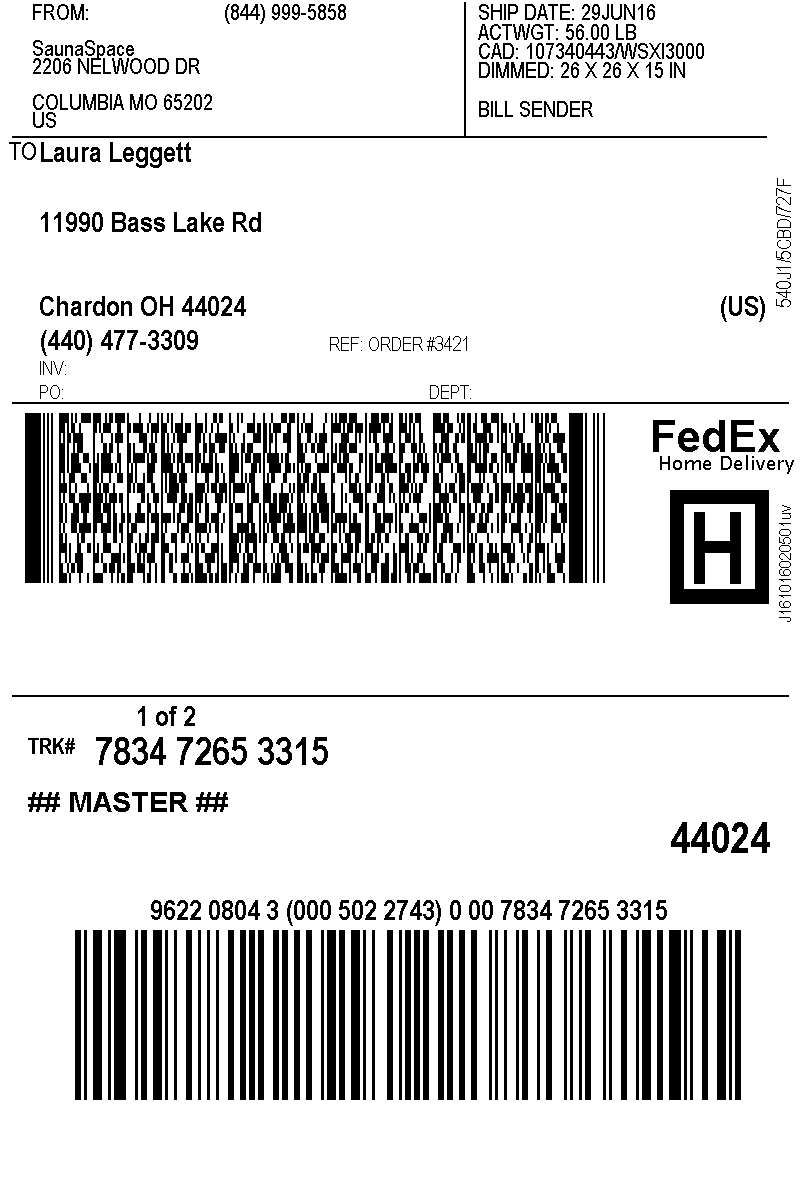 FROM: (844) 999-5858
SaunaSpace
2206 NELWOOD DR
COLUMBIA MO 65202
US
SHIP DATE: 29JUN16
ACTWGT: 56.00 LB
CAD: 107340443/WSXI3000
DIMMED: 26 X 26 X 15 IN
BILL SENDER
TO Laura Leggett
11990 Bass Lake Rd
Chardon OH 44024 (US)
(440) 477-3309 REF: ORDER #3421
INV:
PO: DEPT:
540J1/5CBD/727F
FedEx
Home Delivery
H
J161016020501uv
1 of 2
TRK# 7834 7265 3315
## MASTER ##
44024
9622 0804 3 (000 502 2743) 0 00 7834 7265 3315